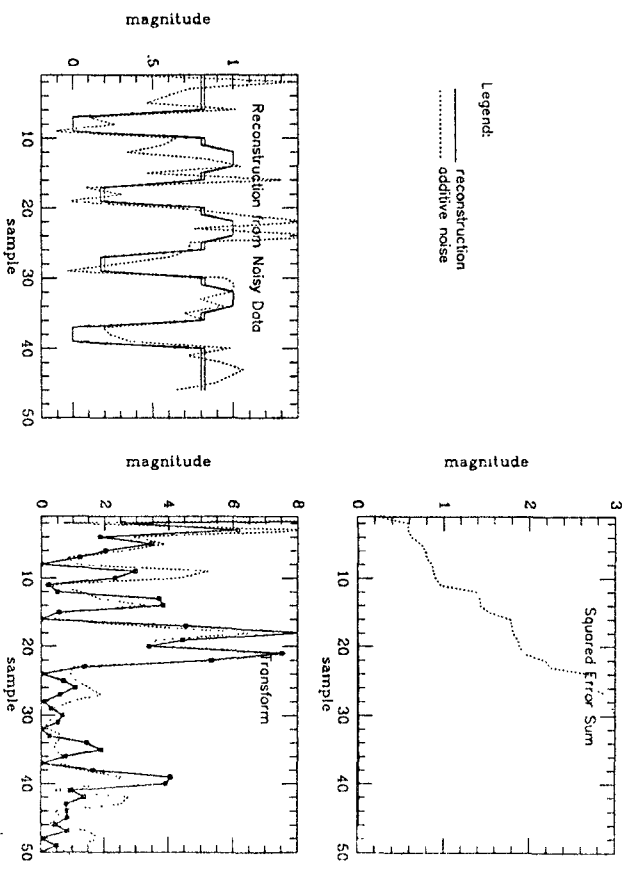 Legend:
reconstruction
additive noise
Squared Error Sum
magnitude
3
2
1
0
10 20 30 40 50
sample
Reconstruction from Noisy Data
magnitude
1
.5
0
10 20 30 40 50
sample
Transform
magnitude
8
6
4
2
0
10 20 30 40 50
sample